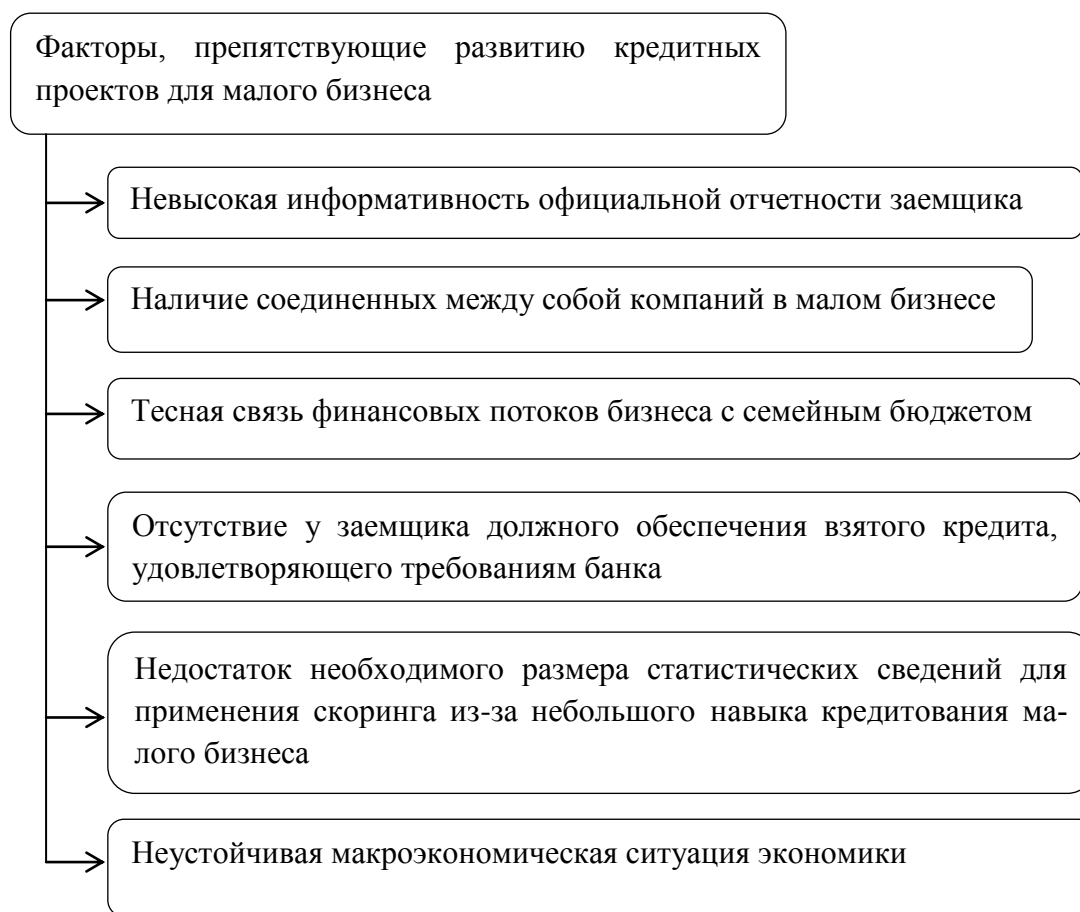 Факторы, препятствующие развитию кредитных
проектов для малого бизнеса
Невысокая информативность официальной отчетности заемщика
Наличие соединенных между собой компаний в малом бизнесе
Тесная связь финансовых потоков бизнеса с семейным бюджетом
Отсутствие у заемщика должного обеспечения взятого кредита,
удовлетворяющего требованиям банка
Недостаток необходимого размера статистических сведений для
применения скоринга из-за небольшого навыка кредитования ма-
лого бизнеса
Неустойчивая макроэкономическая ситуация экономики